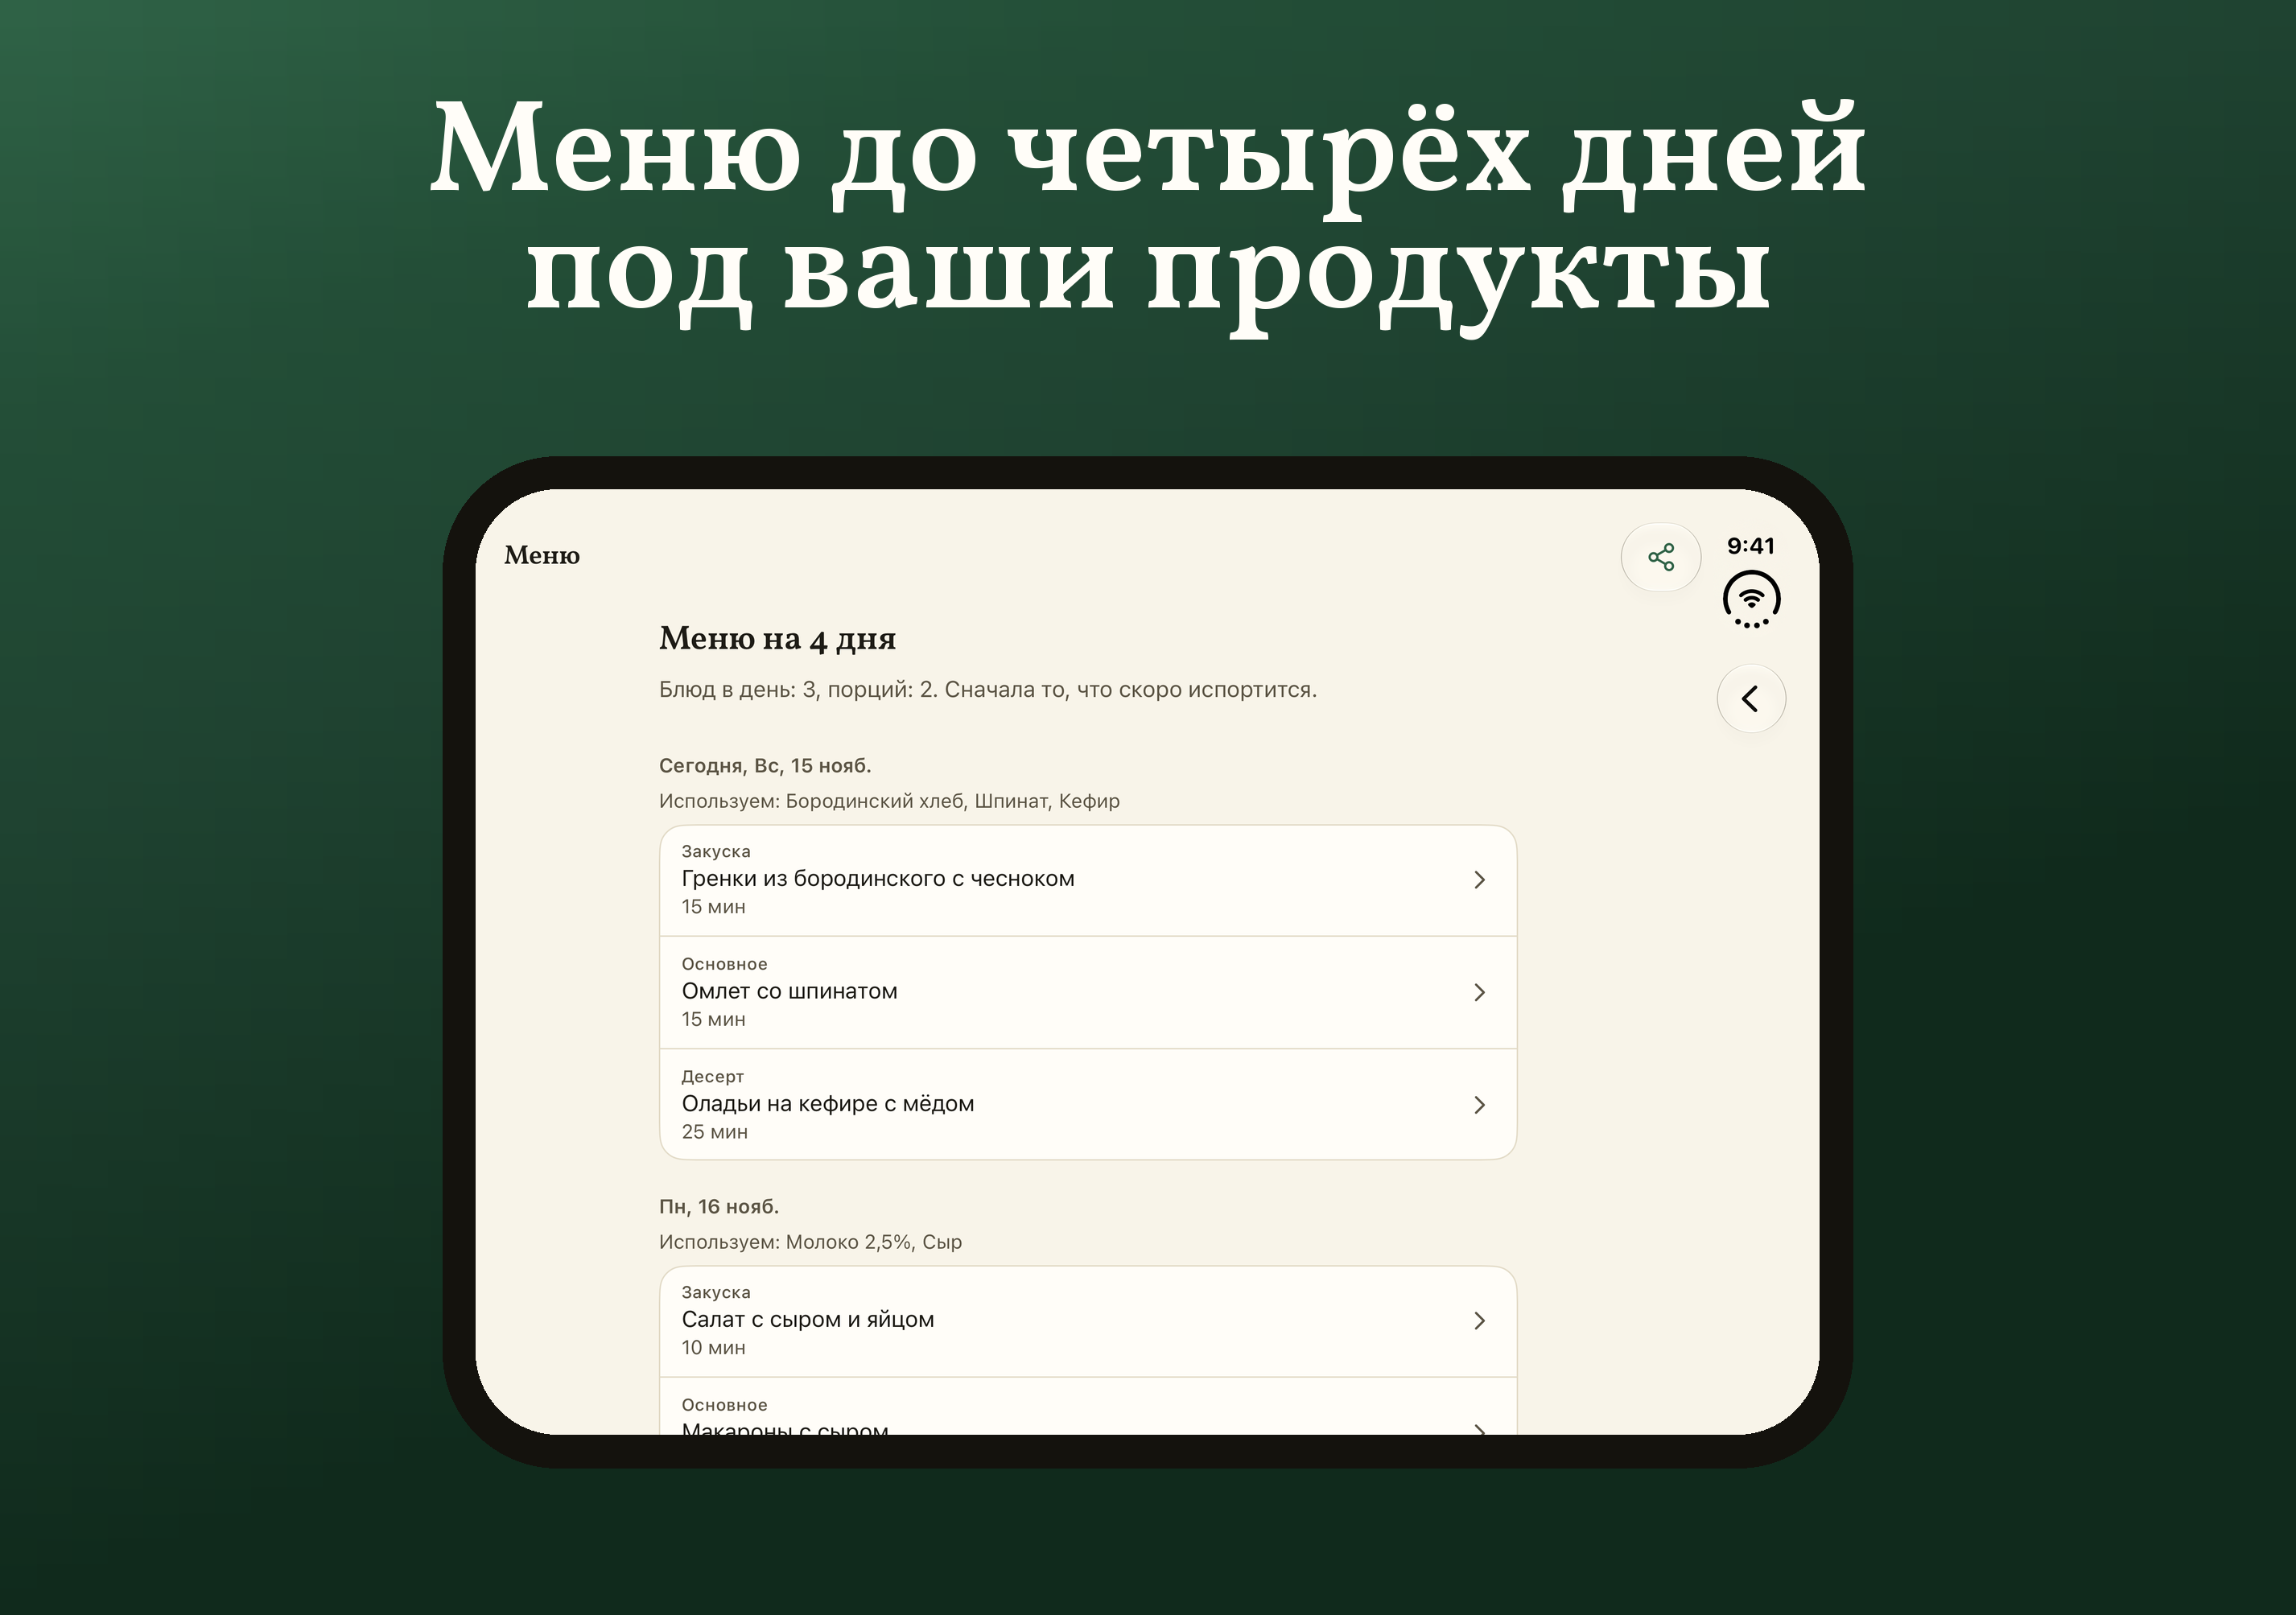 Меню до четырёх дней
под ваши продукты
Меню
9:41
Меню на 4 дня
Блюд в день: 3, порций: 2. Сначала то, что скоро испортится.
Сегодня, Вс, 15 нояб.
Используем: Бородинский хлеб, Шпинат, Кефир
Закуска
Гренки из бородинского с чесноком
15 мин
Основное
Омлет со шпинатом
15 мин
Десерт
Оладьи на кефире с мёдом
25 мин
Пн, 16 нояб.
Используем: Молоко 2,5%, Сыр
Закуска
Салат с сыром и яйцом
10 мин
Основное
Макароны с сыром